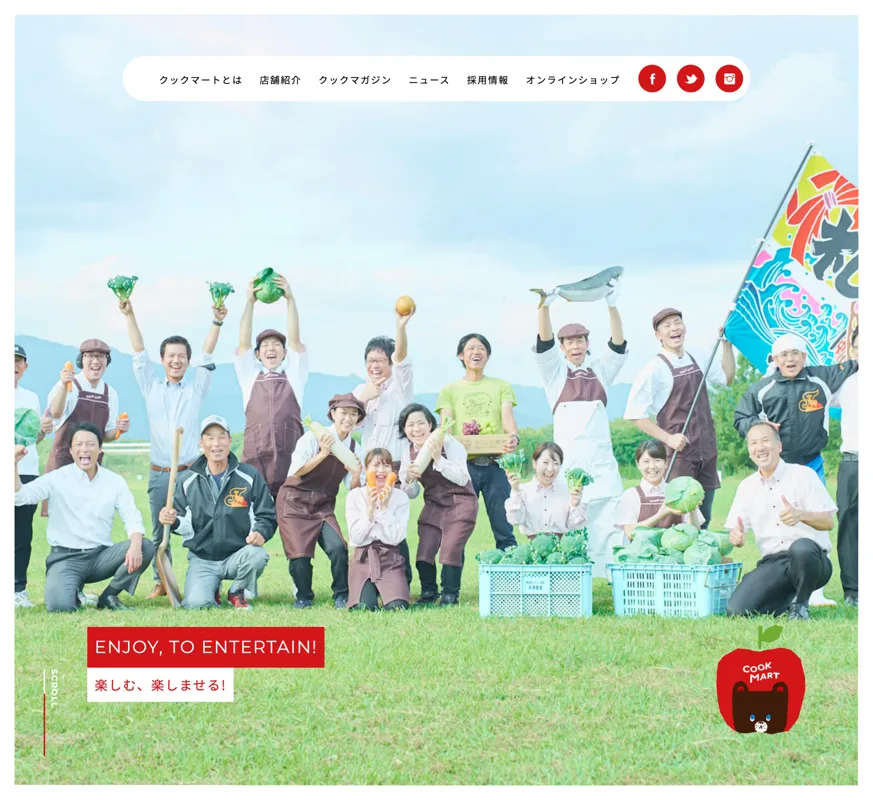 クックマートとは
店舗紹介
クックマガジン
ニュース
採用情報
オンラインショップ
ENJOY, TO ENTERTAIN!
楽しむ、楽しませる!
SCROLL
COOK
MART